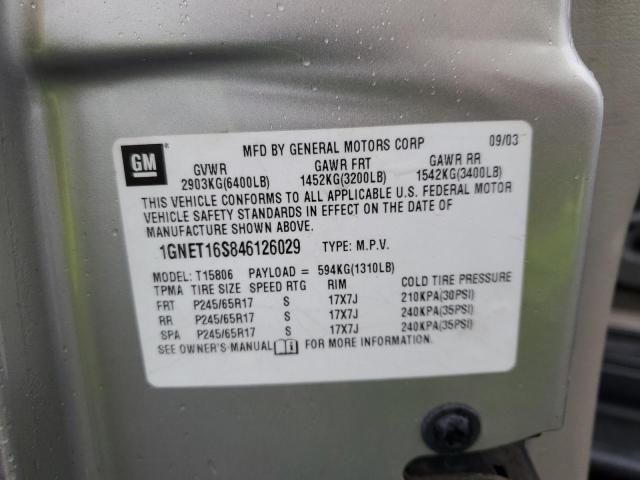 GM
MFD BY GENERAL MOTORS CORP 09/03
GVWR GAWR FRT GAWR RR
2903KG(6400LB) 1452KG(3200LB) 1542KG(3400LB)
THIS VEHICLE CONFORMS TO ALL APPLICABLE U.S. FEDERAL MOTOR
VEHICLE SAFETY STANDARDS IN EFFECT ON THE DATE OF
MANUFACTURE SHOWN ABOVE.
1GNET16S846126029 TYPE: M.P.V.
MODEL: T15806 PAYLOAD = 594KG(1310LB)
TPMA TIRE SIZE SPEED RTG RIM COLD TIRE PRESSURE
FRT P245/65R17 S 17X7J 210KPA(30PSI)
RR P245/65R17 S 17X7J 240KPA(35PSI)
SPA P245/65R17 S 17X7J 240KPA(35PSI)
SEE OWNER'S MANUAL FOR MORE INFORMATION.